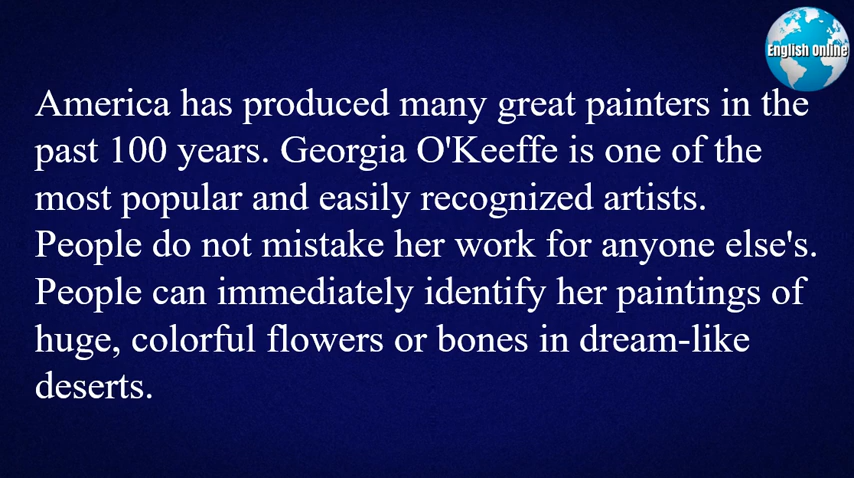 English Online
America has produced many great painters in the
past 100 years. Georgia O'Keeffe is one of the
most popular and easily recognized artists.
People do not mistake her work for anyone else's.
People can immediately identify her paintings of
huge, colorful flowers or bones in dream-like
deserts.